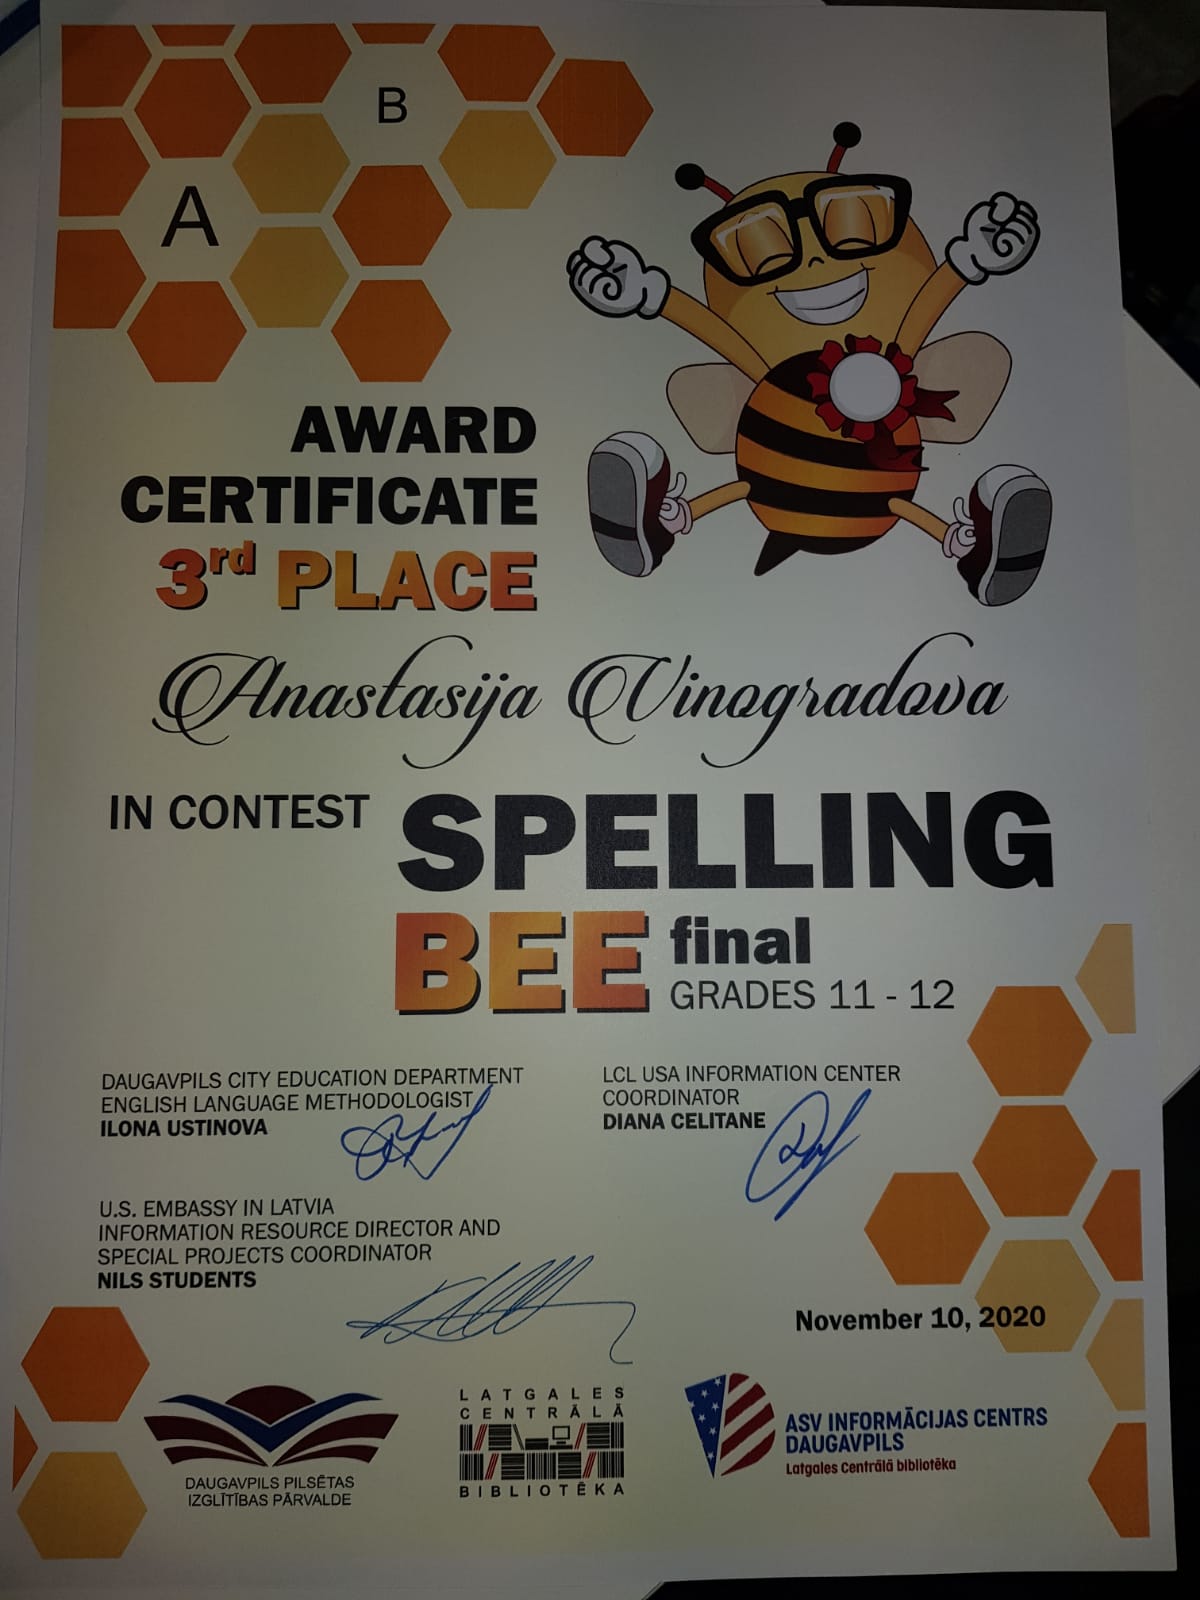 B
A
AWARD
CERTIFICATE
3rd PLACE
Anastasija Vinogradova
IN CONTEST SPELLING
BEE final
GRADES 11 - 12
DAUGAVPILS CITY EDUCATION DEPARTMENT
ENGLISH LANGUAGE METHODOLOGIST
ILONA USTINOVA
LCL USA INFORMATION CENTER
COORDINATOR
DIANA CELITANE
U.S. EMBASSY IN LATVIA
INFORMATION RESOURCE DIRECTOR AND
SPECIAL PROJECTS COORDINATOR
NILS STUDENTS
November 10, 2020
DAUGAVPILS PILSĒTAS
IZGLĪTĪBAS PĀRVALDE
LATGALES
CENTRĀLĀ
BIBLIOTĒKA
ASV INFORMĀCIJAS CENTRS
DAUGAVPILS
Latgales Centrālā bibliotēka